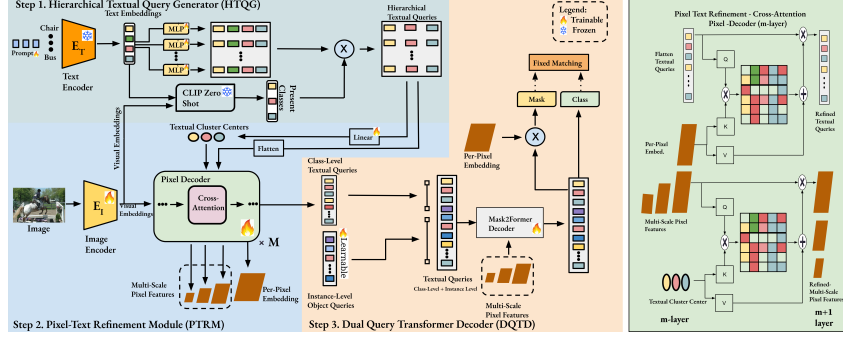 Step 1. Hierarchical Textual Query Generator (HTQG)
Text Embeddings
Chair
Prompt
Bus
E_T
Text
Encoder
MLP
MLP
MLP
CLIP Zero
Shot
Present
Classes
X
Hierarchical
Textual Queries
Legend:
Trainable
Frozen
Visual Embeddings
Textual Cluster Centers
Linear
Flatten
Image
E_I
Image
Encoder
Visual
Embeddings
Pixel Decoder
Cross-
Attention
× M
Multi-Scale
Pixel Features
Per-Pixel
Embedding
Step 2. Pixel-Text Refinement Module (PTRM)
Fixed Matching
Mask
Class
Per-Pixel
Embedding
X
Class-Level
Textual Queries
Learnable
Instance-Level
Object Queries
Textual Queries
Class-Level + Instance Level
Mask2Former
Decoder
Multi-Scale
Pixel Features
Step 3. Dual Query Transformer Decoder (DQTD)
Pixel Text Refinement - Cross-Attention
Pixel -Decoder (m-layer)
Flatten
Textual
Queries
Q
K
V
Per-Pixel
Embed.
Refined
Textual
Queries
Multi-Scale Pixel
Features
Q
K
V
Textual Cluster Center
Refined-
Multi-Scale
Pixel Features
m-layer
m+1
layer